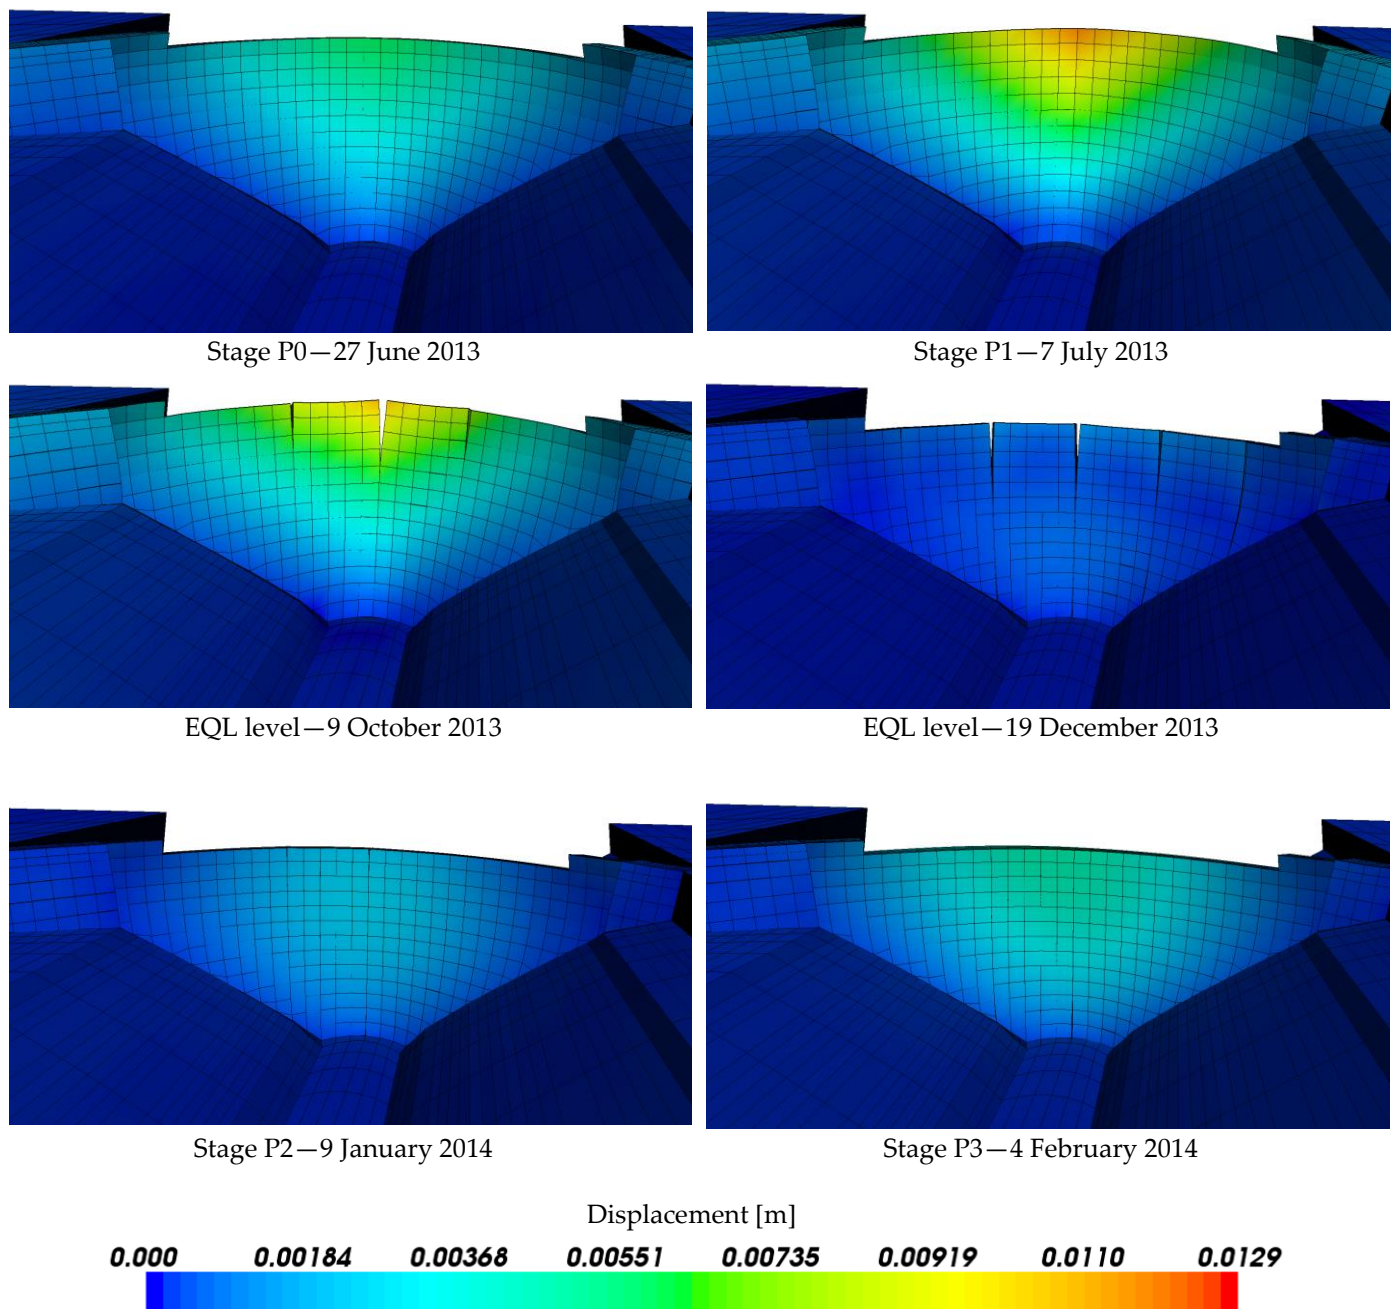 Stage P0—27 June 2013
Stage P1—7 July 2013
EQL level—9 October 2013
EQL level—19 December 2013
Stage P2—9 January 2014
Stage P3—4 February 2014
Displacement [m]
0.000 0.00184 0.00368 0.00551 0.00735 0.00919 0.0110 0.0129